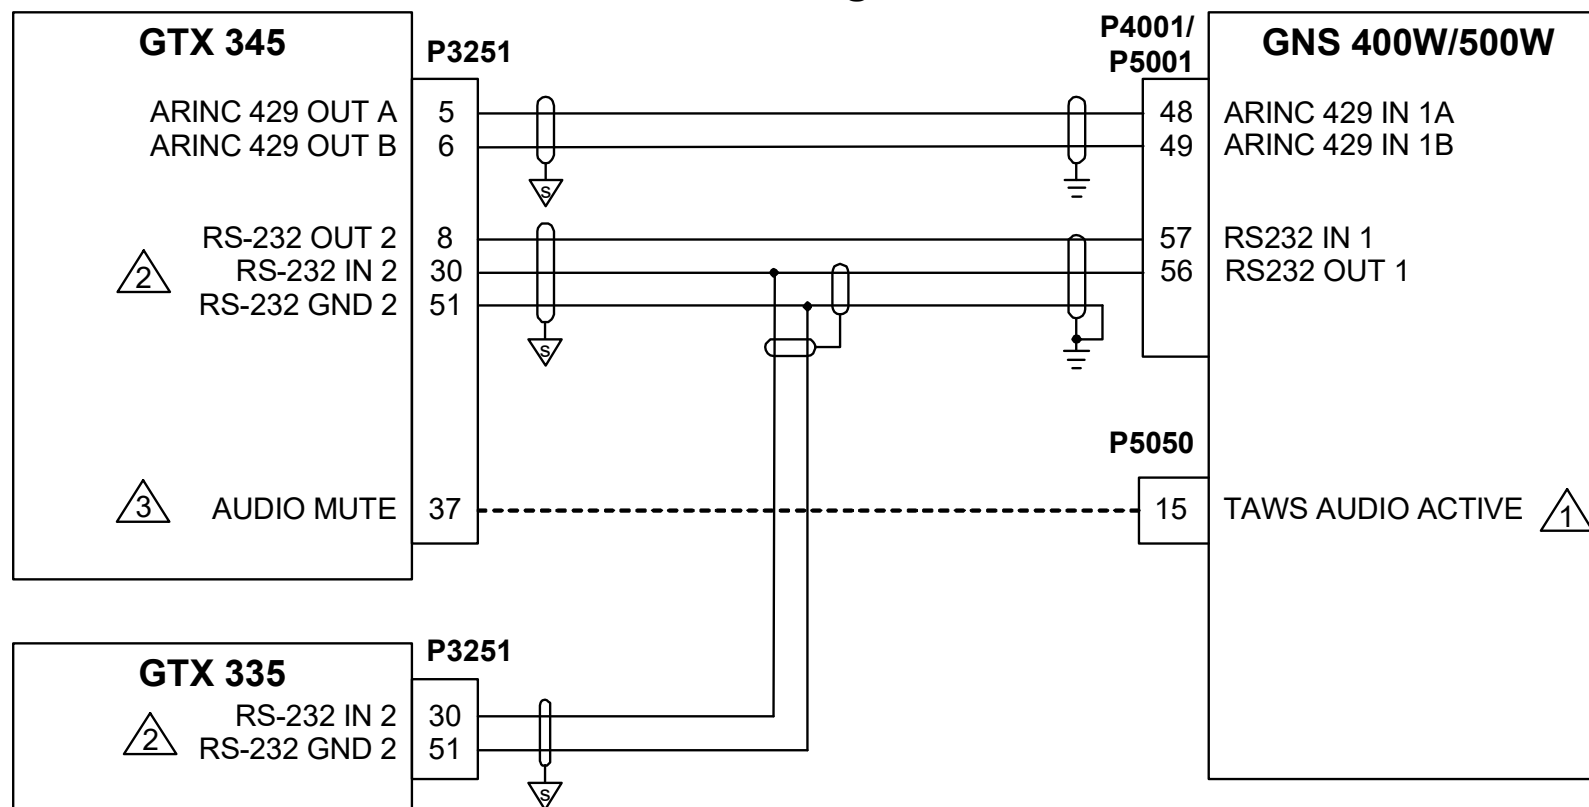 GTX 345
P3251
P4001/
P5001
GNS 400W/500W
ARINC 429 OUT A 5 48 ARINC 429 IN 1A
ARINC 429 OUT B 6 49 ARINC 429 IN 1B
S
RS-232 OUT 2 8 57 RS232 IN 1
2 RS-232 IN 2 30 56 RS232 OUT 1
RS-232 GND 2 51
S
P5050
3 AUDIO MUTE 37 15 TAWS AUDIO ACTIVE 1
GTX 335
P3251
RS-232 IN 2 30
2 RS-232 GND 2 51
S